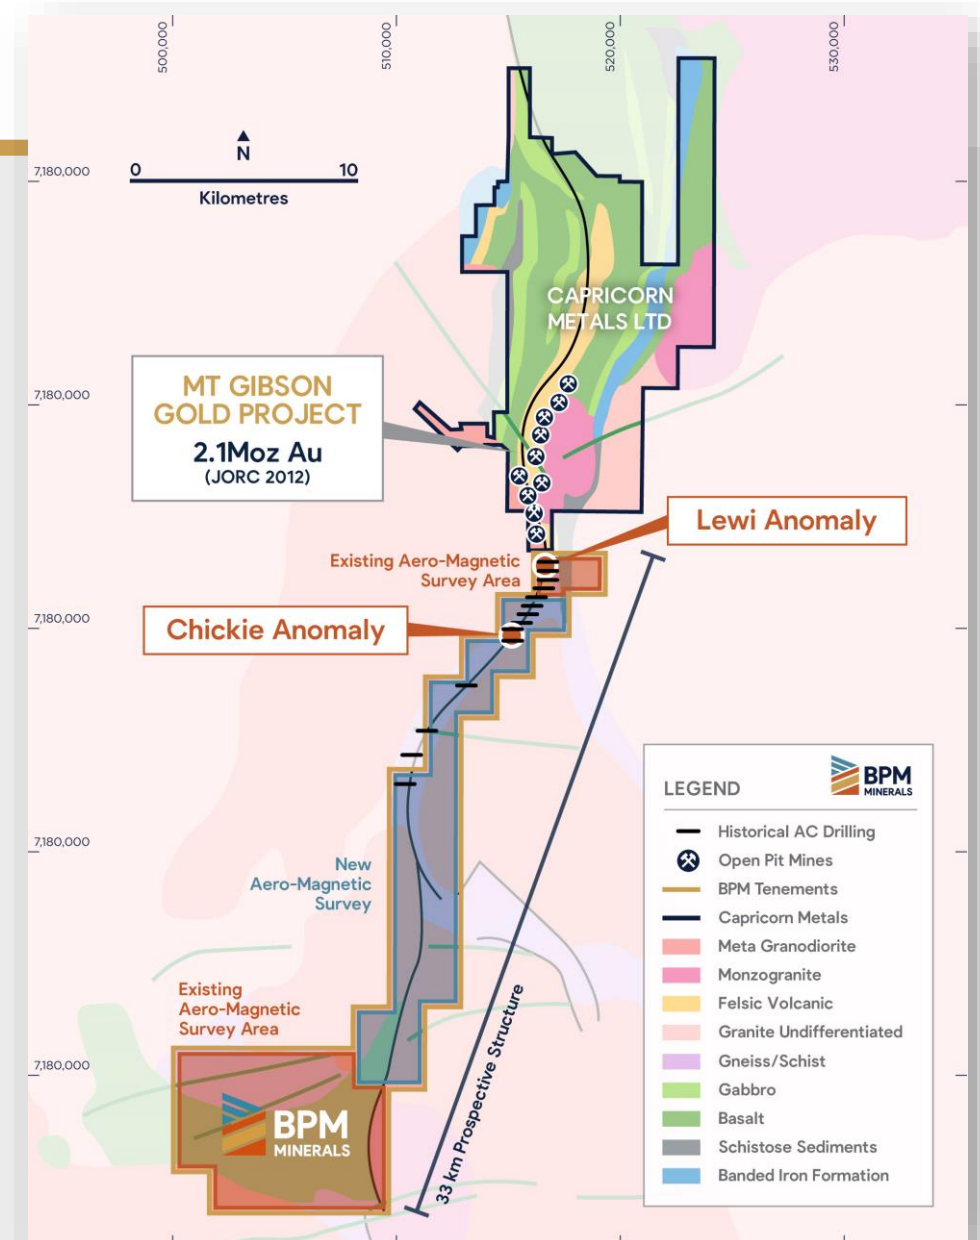 500,000
510,000
520,000
530,000
N
0
10
Kilometres
7,180,000
CAPRICORN
METALS LTD
MT GIBSON
GOLD PROJECT
2.1Moz Au
(JORC 2012)
7,180,000
Lewi Anomaly
Existing Aero-Magnetic
Survey Area
7,180,000
Chickie Anomaly
7,180,000
New
Aero-Magnetic
Survey
Existing
Aero-Magnetic
Survey Area
7,180,000
BPM
MINERALS
33 km Prospective Structure
LEGEND
BPM
MINERALS
Historical AC Drilling
Open Pit Mines
BPM Tenements
Capricorn Metals
Meta Granodiorite
Monzogranite
Felsic Volcanic
Granite Undifferentiated
Gneiss/Schist
Gabbro
Basalt
Schistose Sediments
Banded Iron Formation